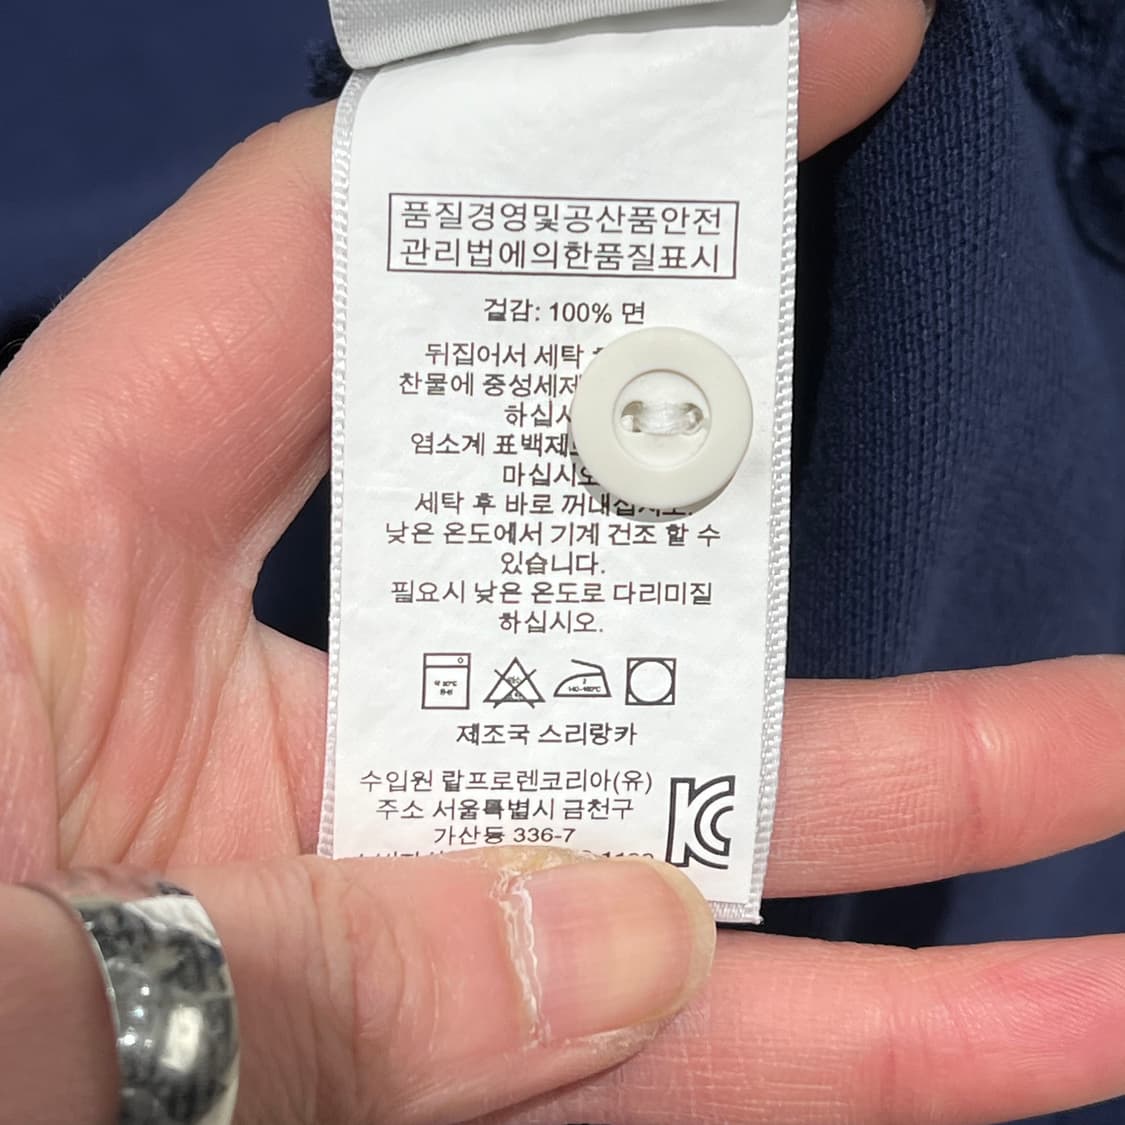 품질경영및공산품안전
관리법에의한품질표시
겉감: 100% 면
뒤집어서 세탁
찬물에 중성세제
하십시
염소계 표백제
마십시오
세탁 후 바로 꺼내십시오.
낮은 온도에서 기계 건조 할 수
있습니다.
필요시 낮은 온도로 다리미질
하십시오.
제조국 스리랑카
수입원 랄프로렌코리아(유)
주소 서울특별시 금천구
가산동 336-7